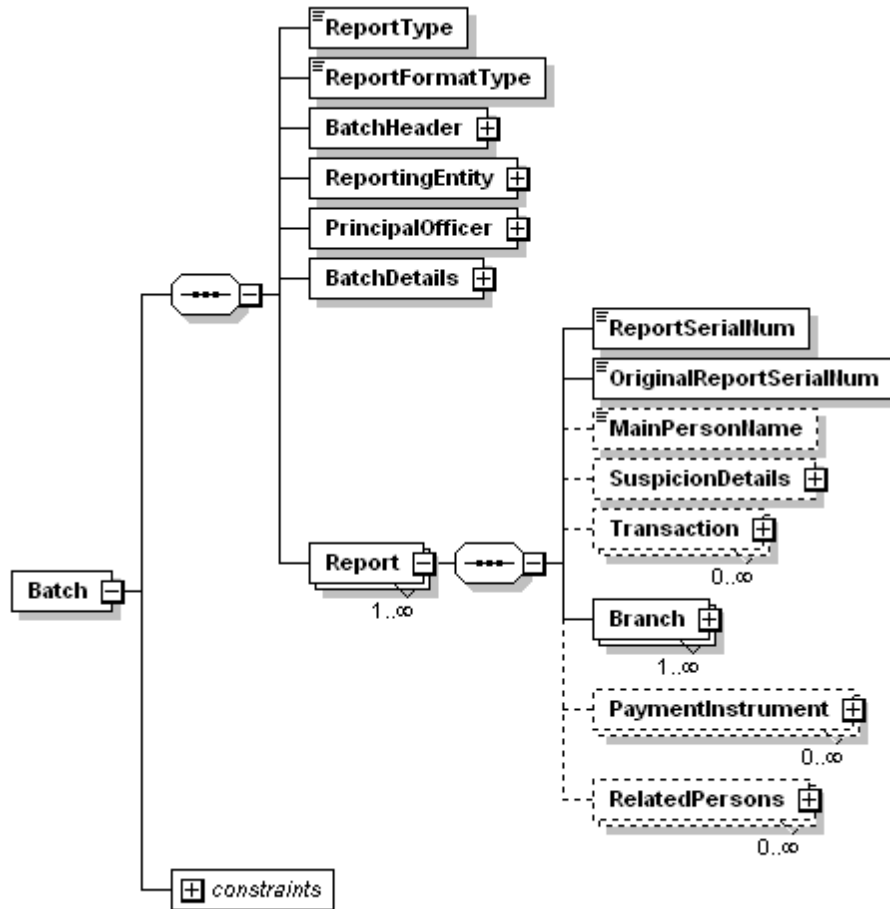 ReportType
ReportFormatType
BatchHeader
ReportingEntity
PrincipalOfficer
BatchDetails
ReportSerialNum
OriginalReportSerialNum
MainPersonName
SuspicionDetails
Transaction
0..∞
Report
1..∞
Batch
Branch
1..∞
PaymentInstrument
0..∞
RelatedPersons
0..∞
constraints